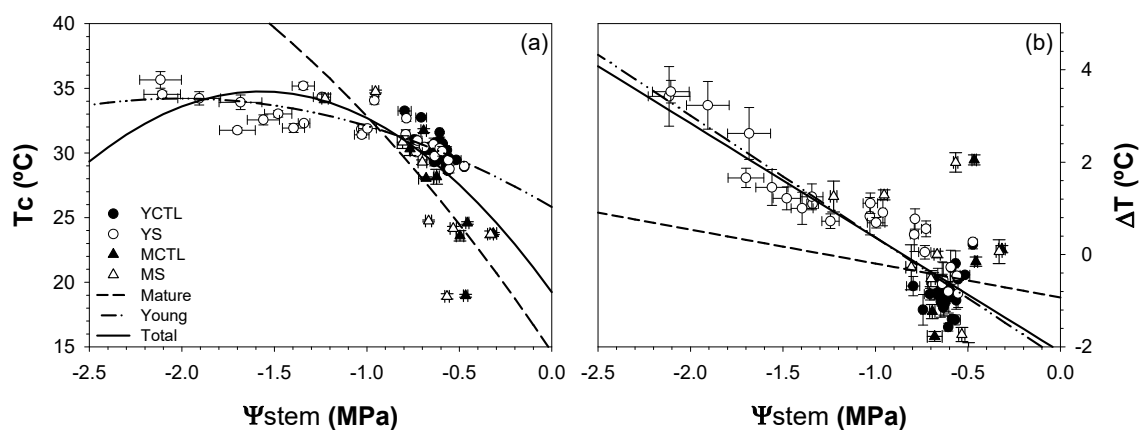 (a)
40
35
30
25
20
15
Tc (ºC)
YCTL
YS
MCTL
MS
Mature
Young
Total
-2.5 -2.0 -1.5 -1.0 -0.5 0.0
Ψstem (MPa)
(b)
4
2
0
-2
ΔT (ºC)
-2.5 -2.0 -1.5 -1.0 -0.5 0.0
Ψstem (MPa)